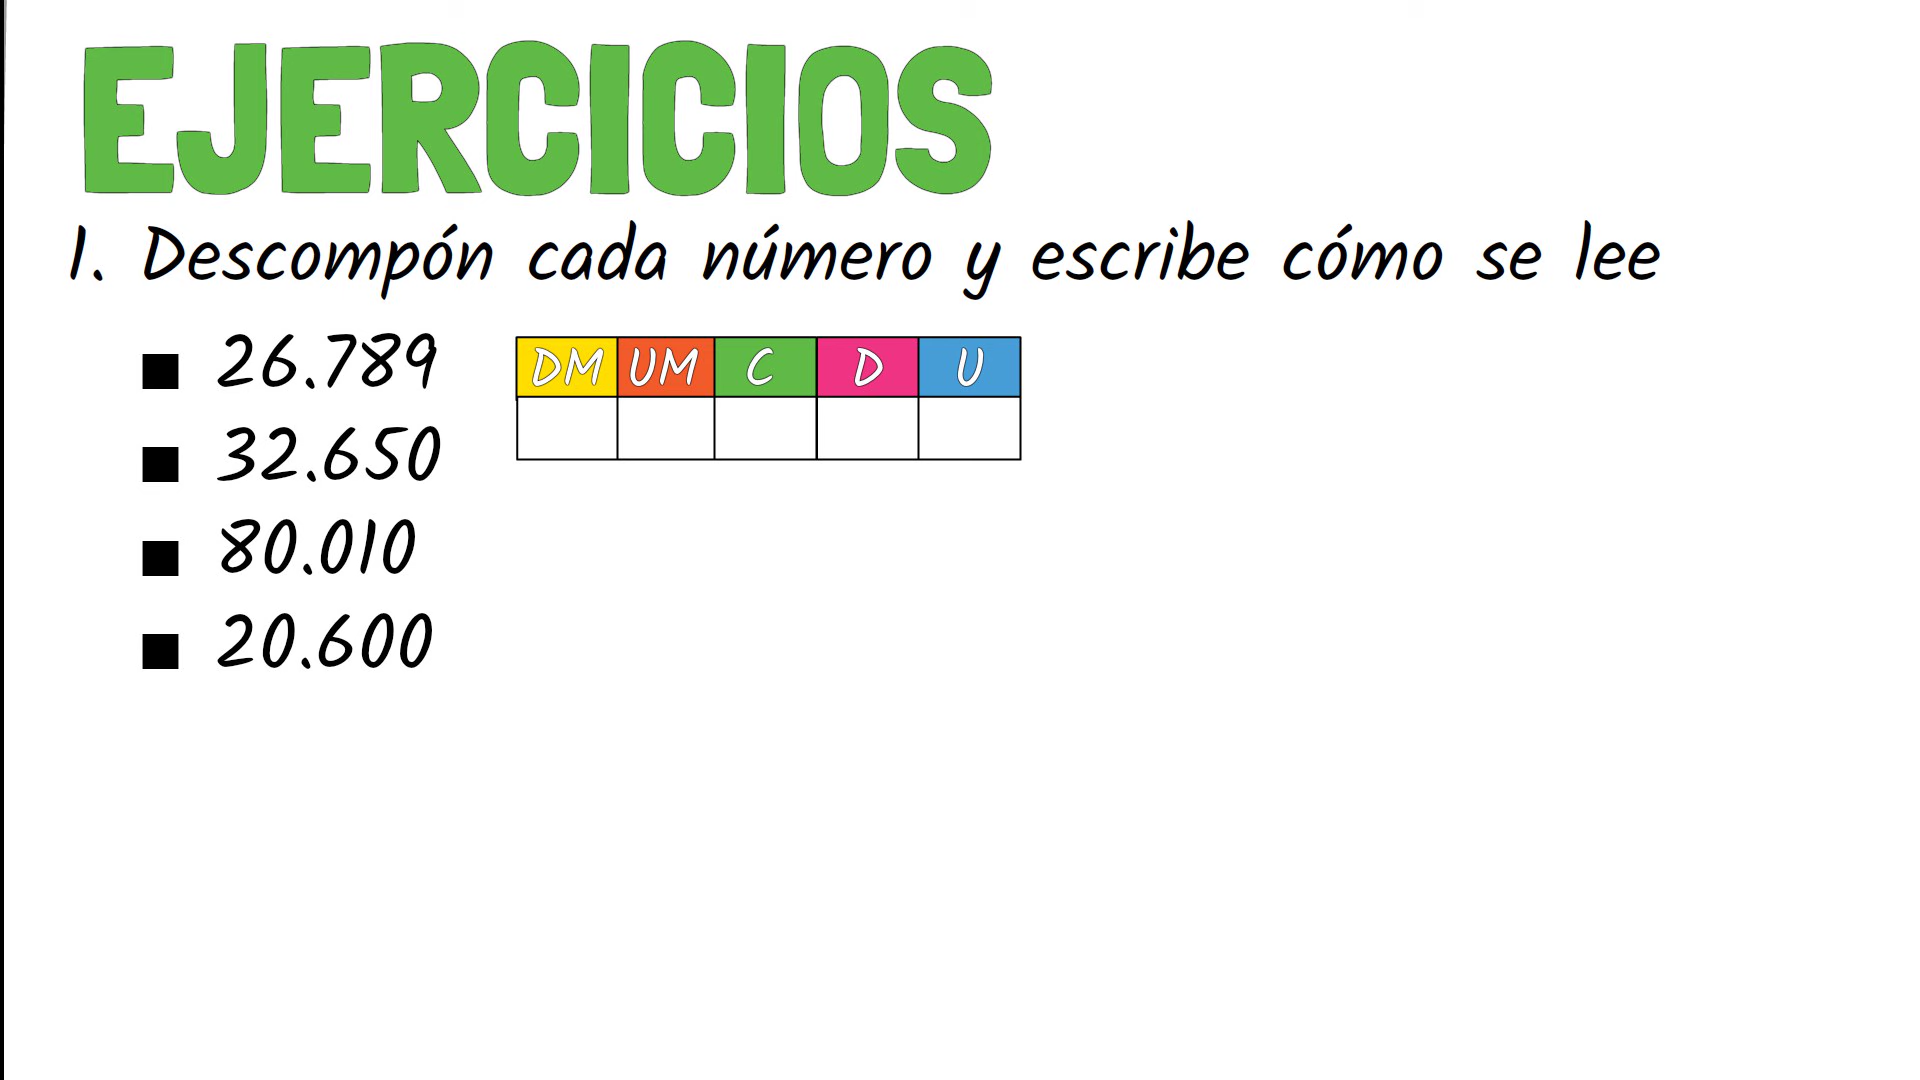 EJERCICIOS
1. Descompón cada número y escribe cómo se lee
■ 26.789
DM UM C D U
■ 32.650
■ 80.010
■ 20.600